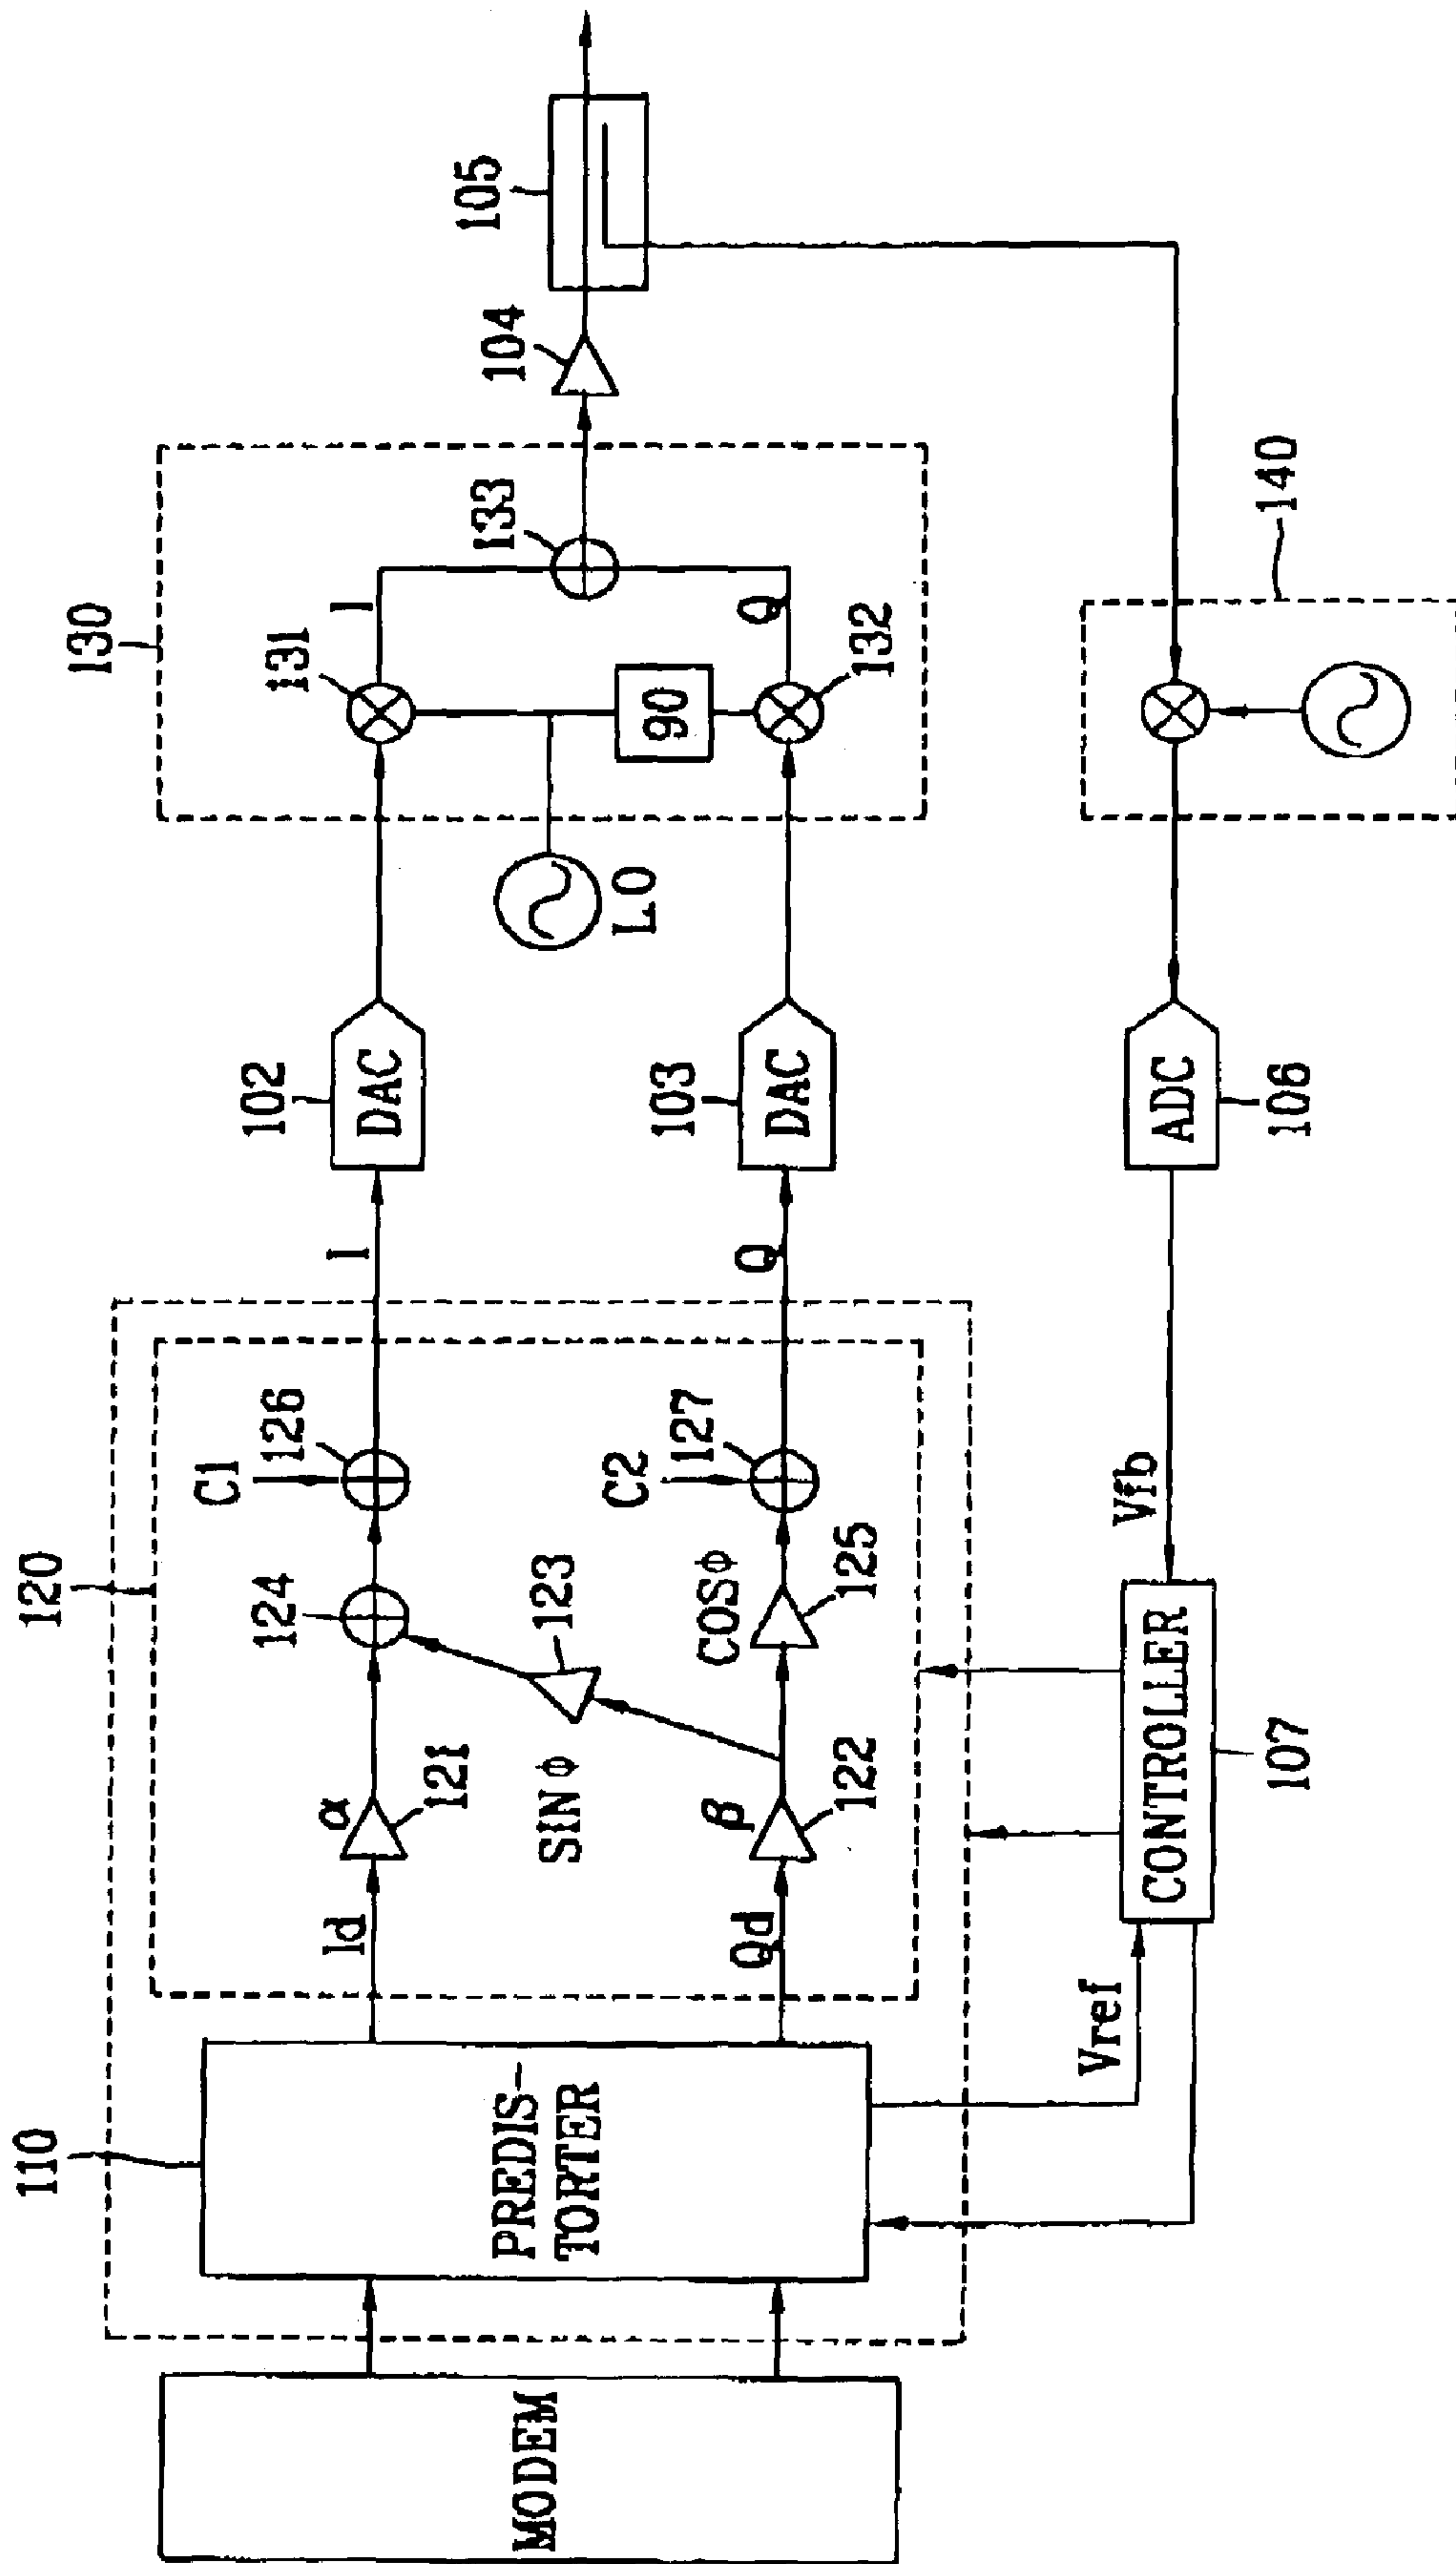 MODEM
110
PREDIS-
TORTER
120
Id
α
121
SIN Φ
123
124
C1
126
I
Qd
β
122
COSΦ
125
C2
127
Q
102
DAC
103
DAC
130
131
I
133
LO
90
Q
132
104
105
Vref
CONTROLLER
107
Vfb
ADC
106
140